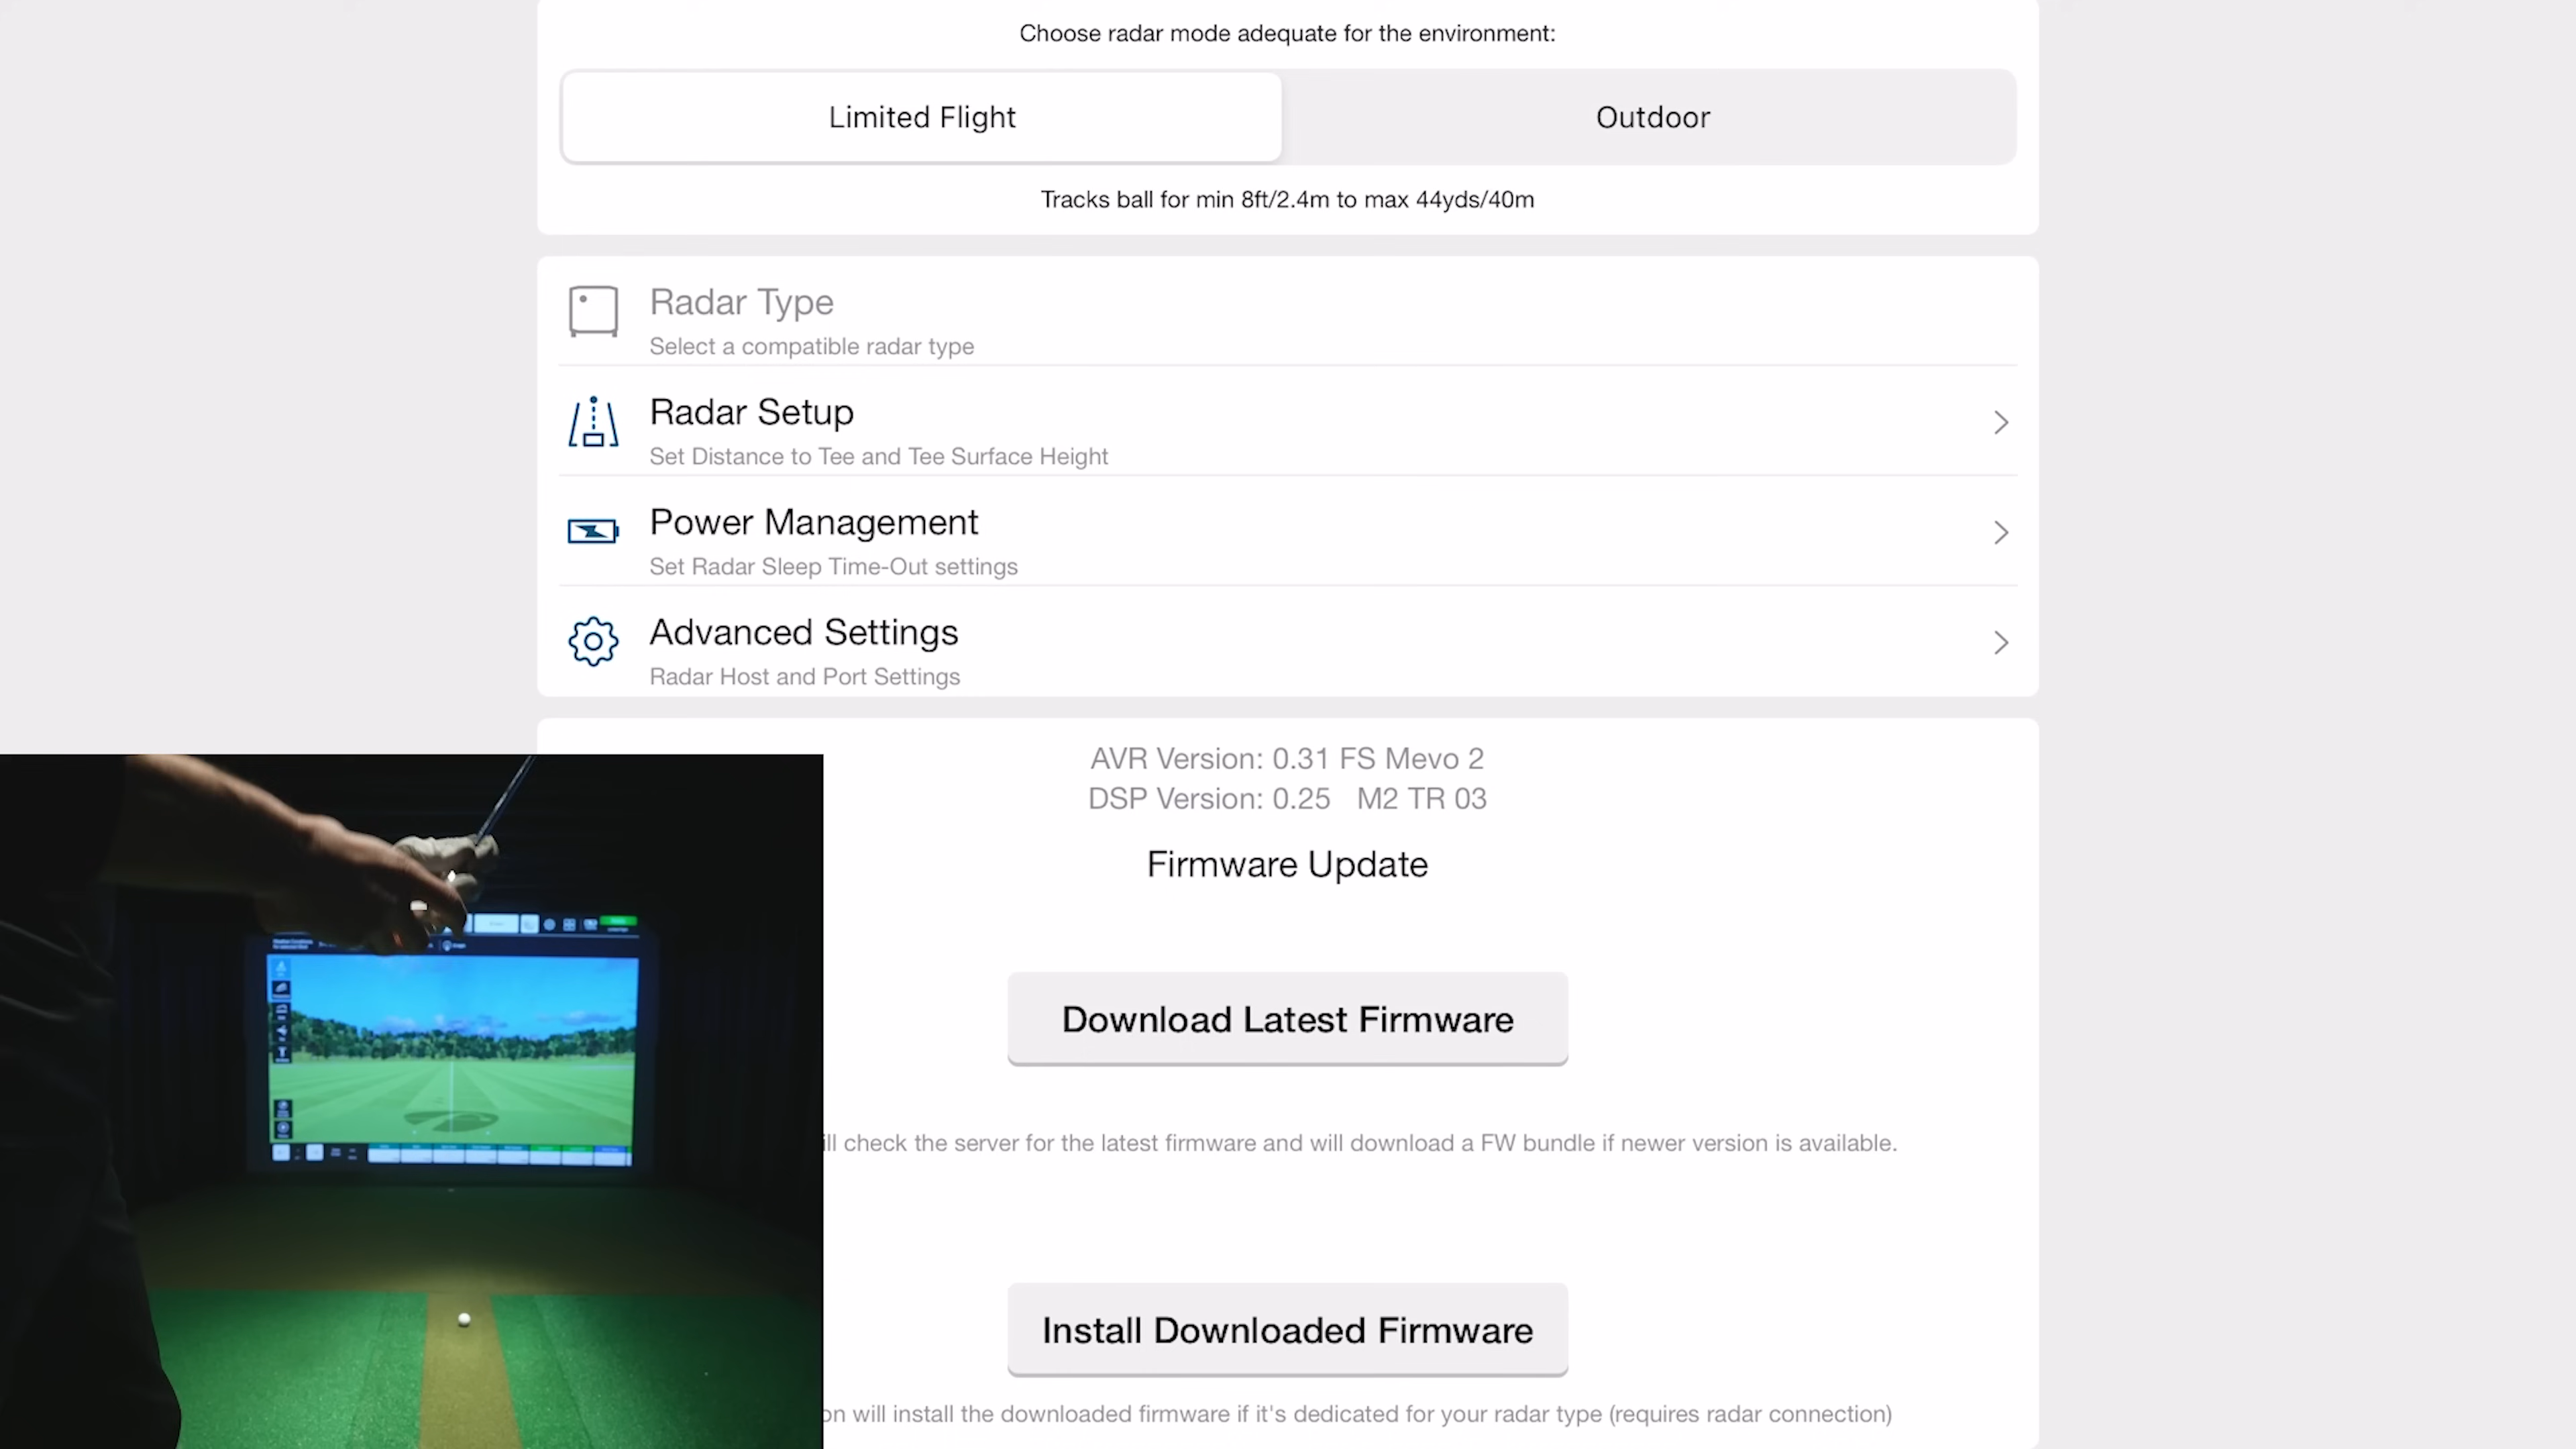 Choose radar mode adequate for the environment:
Limited Flight
Outdoor
Tracks ball for min 8ft/2.4m to max 44yds/40m
Radar Type
Select a compatible radar type
Radar Setup
Set Distance to Tee and Tee Surface Height
Power Management
Set Radar Sleep Time-Out settings
Advanced Settings
Radar Host and Port Settings
AVR Version: 0.31 FS Mevo 2
DSP Version: 0.25 M2 TR 03
Firmware Update
Download Latest Firmware
check the server for the latest firmware and will download a FW bundle if newer version is available.
Install Downloaded Firmware
will install the downloaded firmware if it's dedicated for your radar type (requires radar connection)